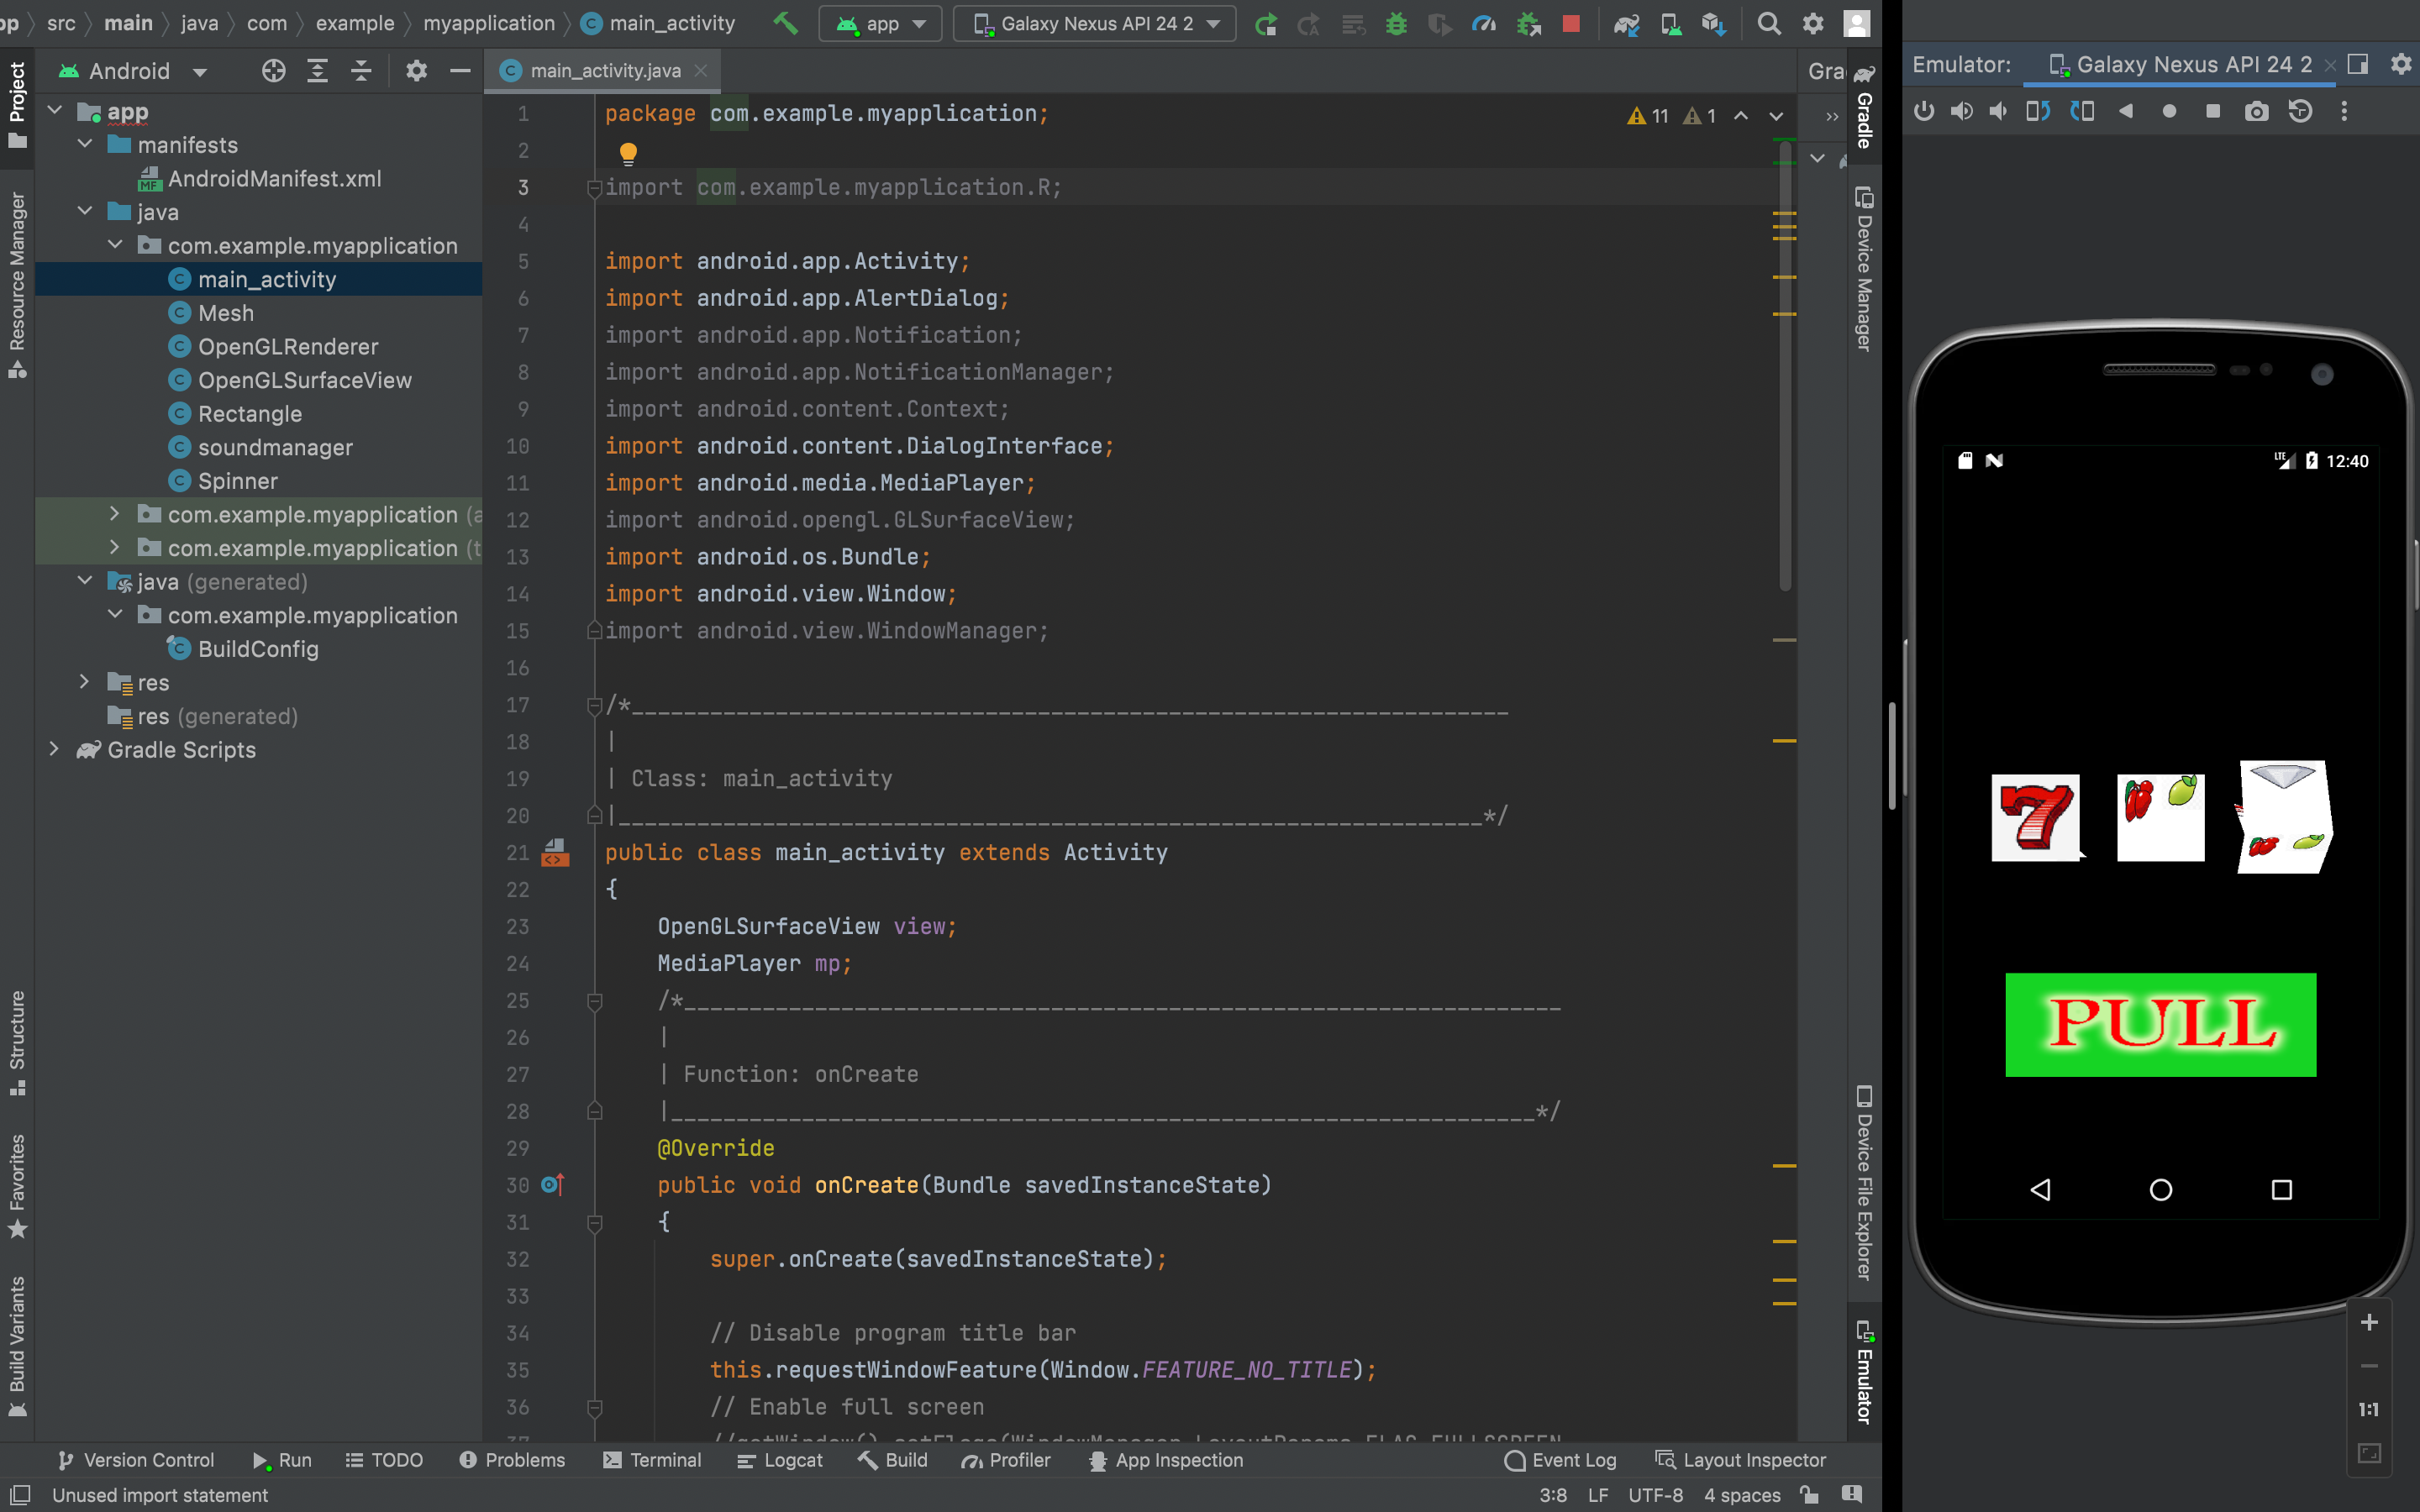 pp src main java com example myapplication main_activity app Galaxy Nexus API 24 2
Project
Resource Manager
Structure
Favorites
Build Variants
Android
app
manifests
AndroidManifest.xml
java
com.example.myapplication
main_activity
Mesh
OpenGLRenderer
OpenGLSurfaceView
Rectangle
soundmanager
Spinner
com.example.myapplication (a
com.example.myapplication (t
java (generated)
com.example.myapplication
BuildConfig
res
res (generated)
Gradle Scripts
main_activity.java
11 1
1 package com.example.myapplication;
2
3 import com.example.myapplication.R;
4
5 import android.app.Activity;
6 import android.app.AlertDialog;
7 import android.app.Notification;
8 import android.app.NotificationManager;
9 import android.content.Context;
10 import android.content.DialogInterface;
11 import android.media.MediaPlayer;
12 import android.opengl.GLSurfaceView;
13 import android.os.Bundle;
14 import android.view.Window;
15 import android.view.WindowManager;
16
17 /*___________________________________________________________________
18 |
19 | Class: main_activity
20 |__________________________________________________________________*/
21 public class main_activity extends Activity
22 {
23 OpenGLSurfaceView view;
24 MediaPlayer mp;
25 /*___________________________________________________________________
26 |
27 | Function: onCreate
28 |__________________________________________________________________*/
29 @Override
30 public void onCreate(Bundle savedInstanceState)
31 {
32 super.onCreate(savedInstanceState);
33
34 // Disable program title bar
35 this.requestWindowFeature(Window.FEATURE_NO_TITLE);
36 // Enable full screen
Gra
Gradle
Device Manager
Device File Explorer
Emulator
Emulator: Galaxy Nexus API 24 2
LTE 12:40
7
PULL
1:1
Version Control Run TODO Problems Terminal Logcat Build Profiler App Inspection Event Log Layout Inspector
Unused import statement 3:8 LF UTF-8 4 spaces